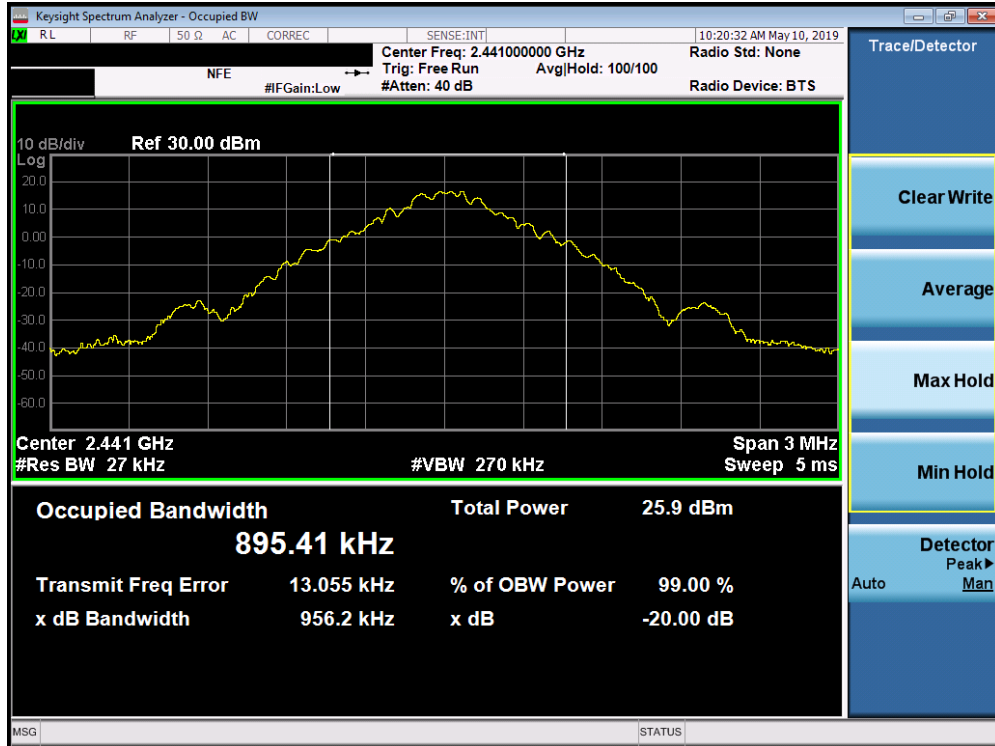 Keysight Spectrum Analyzer - Occupied BW
LXI RL RF 50 Ω AC CORREC SENSE:INT 10:20:32 AM May 10, 2019
Center Freq: 2.441000000 GHz Radio Std: None
NFE Trig: Free Run Avg|Hold: 100/100
#IFGain:Low #Atten: 40 dB Radio Device: BTS
10 dB/div Ref 30.00 dBm
Log
20.0
10.0
0.00
-10.0
-20.0
-30.0
-40.0
-50.0
-60.0
Center 2.441 GHz Span 3 MHz
#Res BW 27 kHz #VBW 270 kHz Sweep 5 ms
Occupied Bandwidth Total Power 25.9 dBm
895.41 kHz
Transmit Freq Error 13.055 kHz % of OBW Power 99.00 %
x dB Bandwidth 956.2 kHz x dB -20.00 dB
MSG STATUS
Trace/Detector
Clear Write
Average
Max Hold
Min Hold
Detector
Peak▶
Auto Man